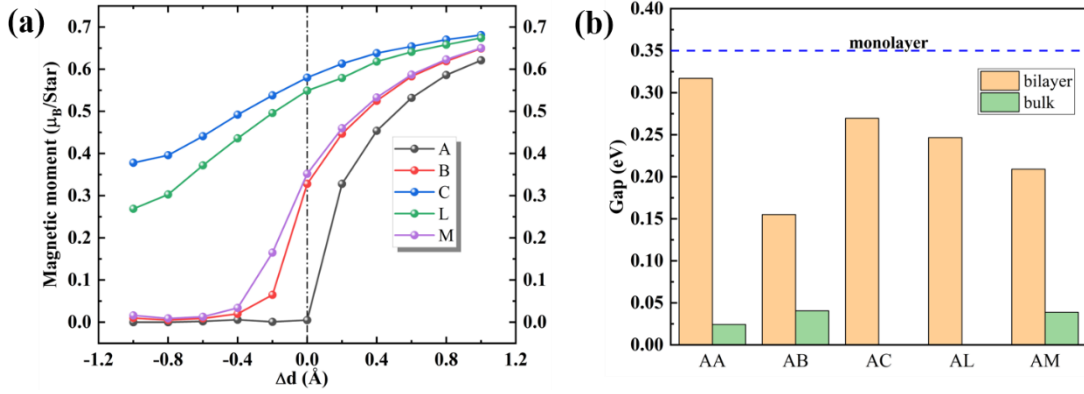 (a)
Magnetic moment (μB/Star)
0.7
0.6
0.5
0.4
0.3
0.2
0.1
0.0
A
B
C
L
M
0.7
0.6
0.5
0.4
0.3
0.2
0.1
0.0
-1.2 -0.8 -0.4 0.0 0.4 0.8 1.2
Δd (Å)
(b)
Gap (eV)
0.40
0.35
0.30
0.25
0.20
0.15
0.10
0.05
0.00
monolayer
bilayer
bulk
AA AB AC AL AM